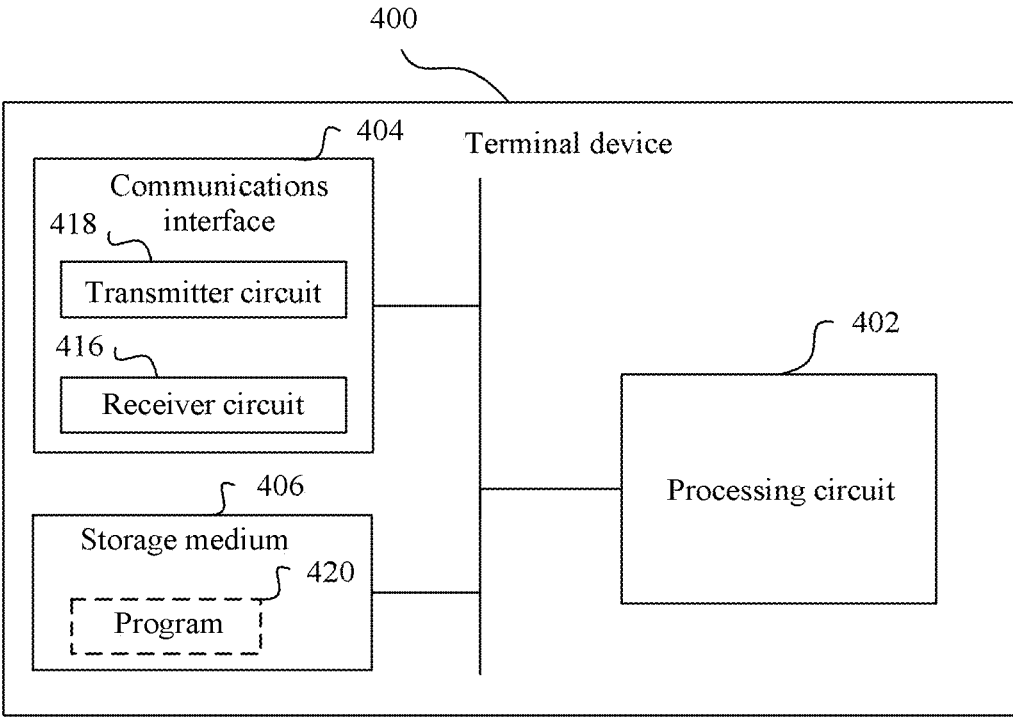 400
Terminal device
404
Communications
interface
418
Transmitter circuit
416
Receiver circuit
402
Processing circuit
406
Storage medium
420
Program